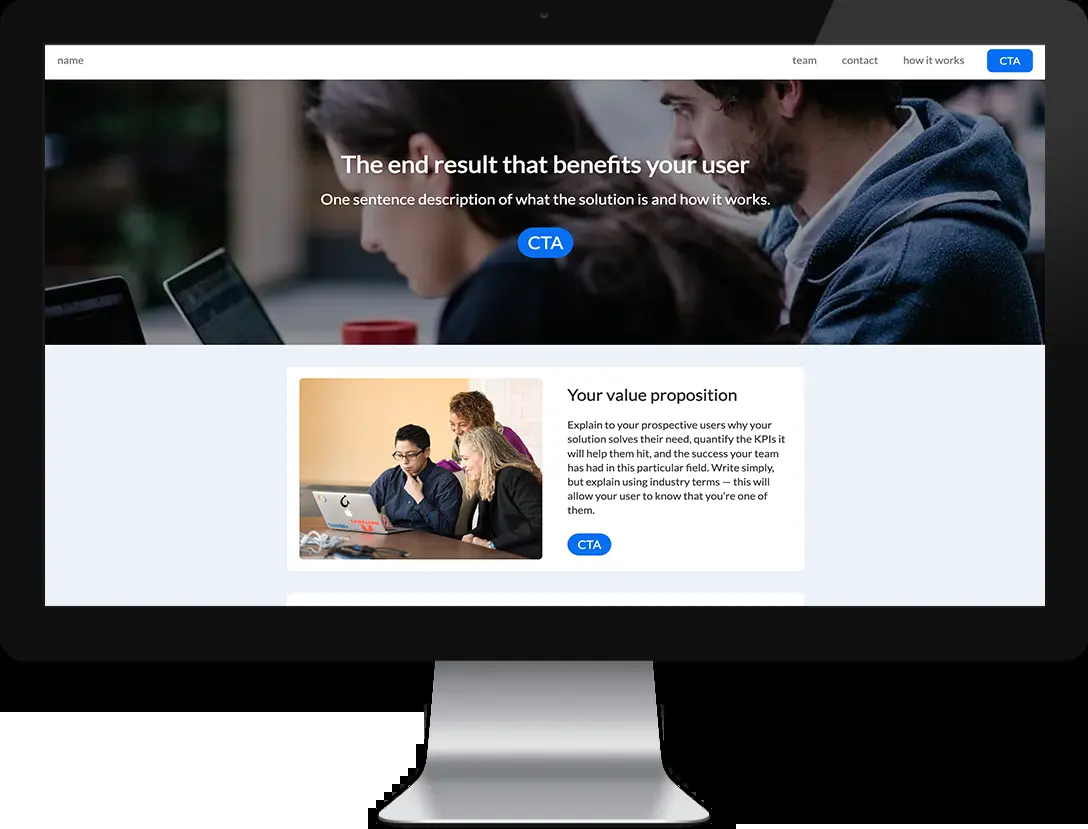 name
team
contact
how it works
CTA
The end result that benefits your user
One sentence description of what the solution is and how it works.
CTA
Your value proposition
Explain to your prospective users why your
solution solves their need, quantify the KPIs it
will help them hit, and the success your team
has had in this particular field. Write simply,
but explain using industry terms — this will
allow your user to know that you're one of
them.
CTA
tumblr